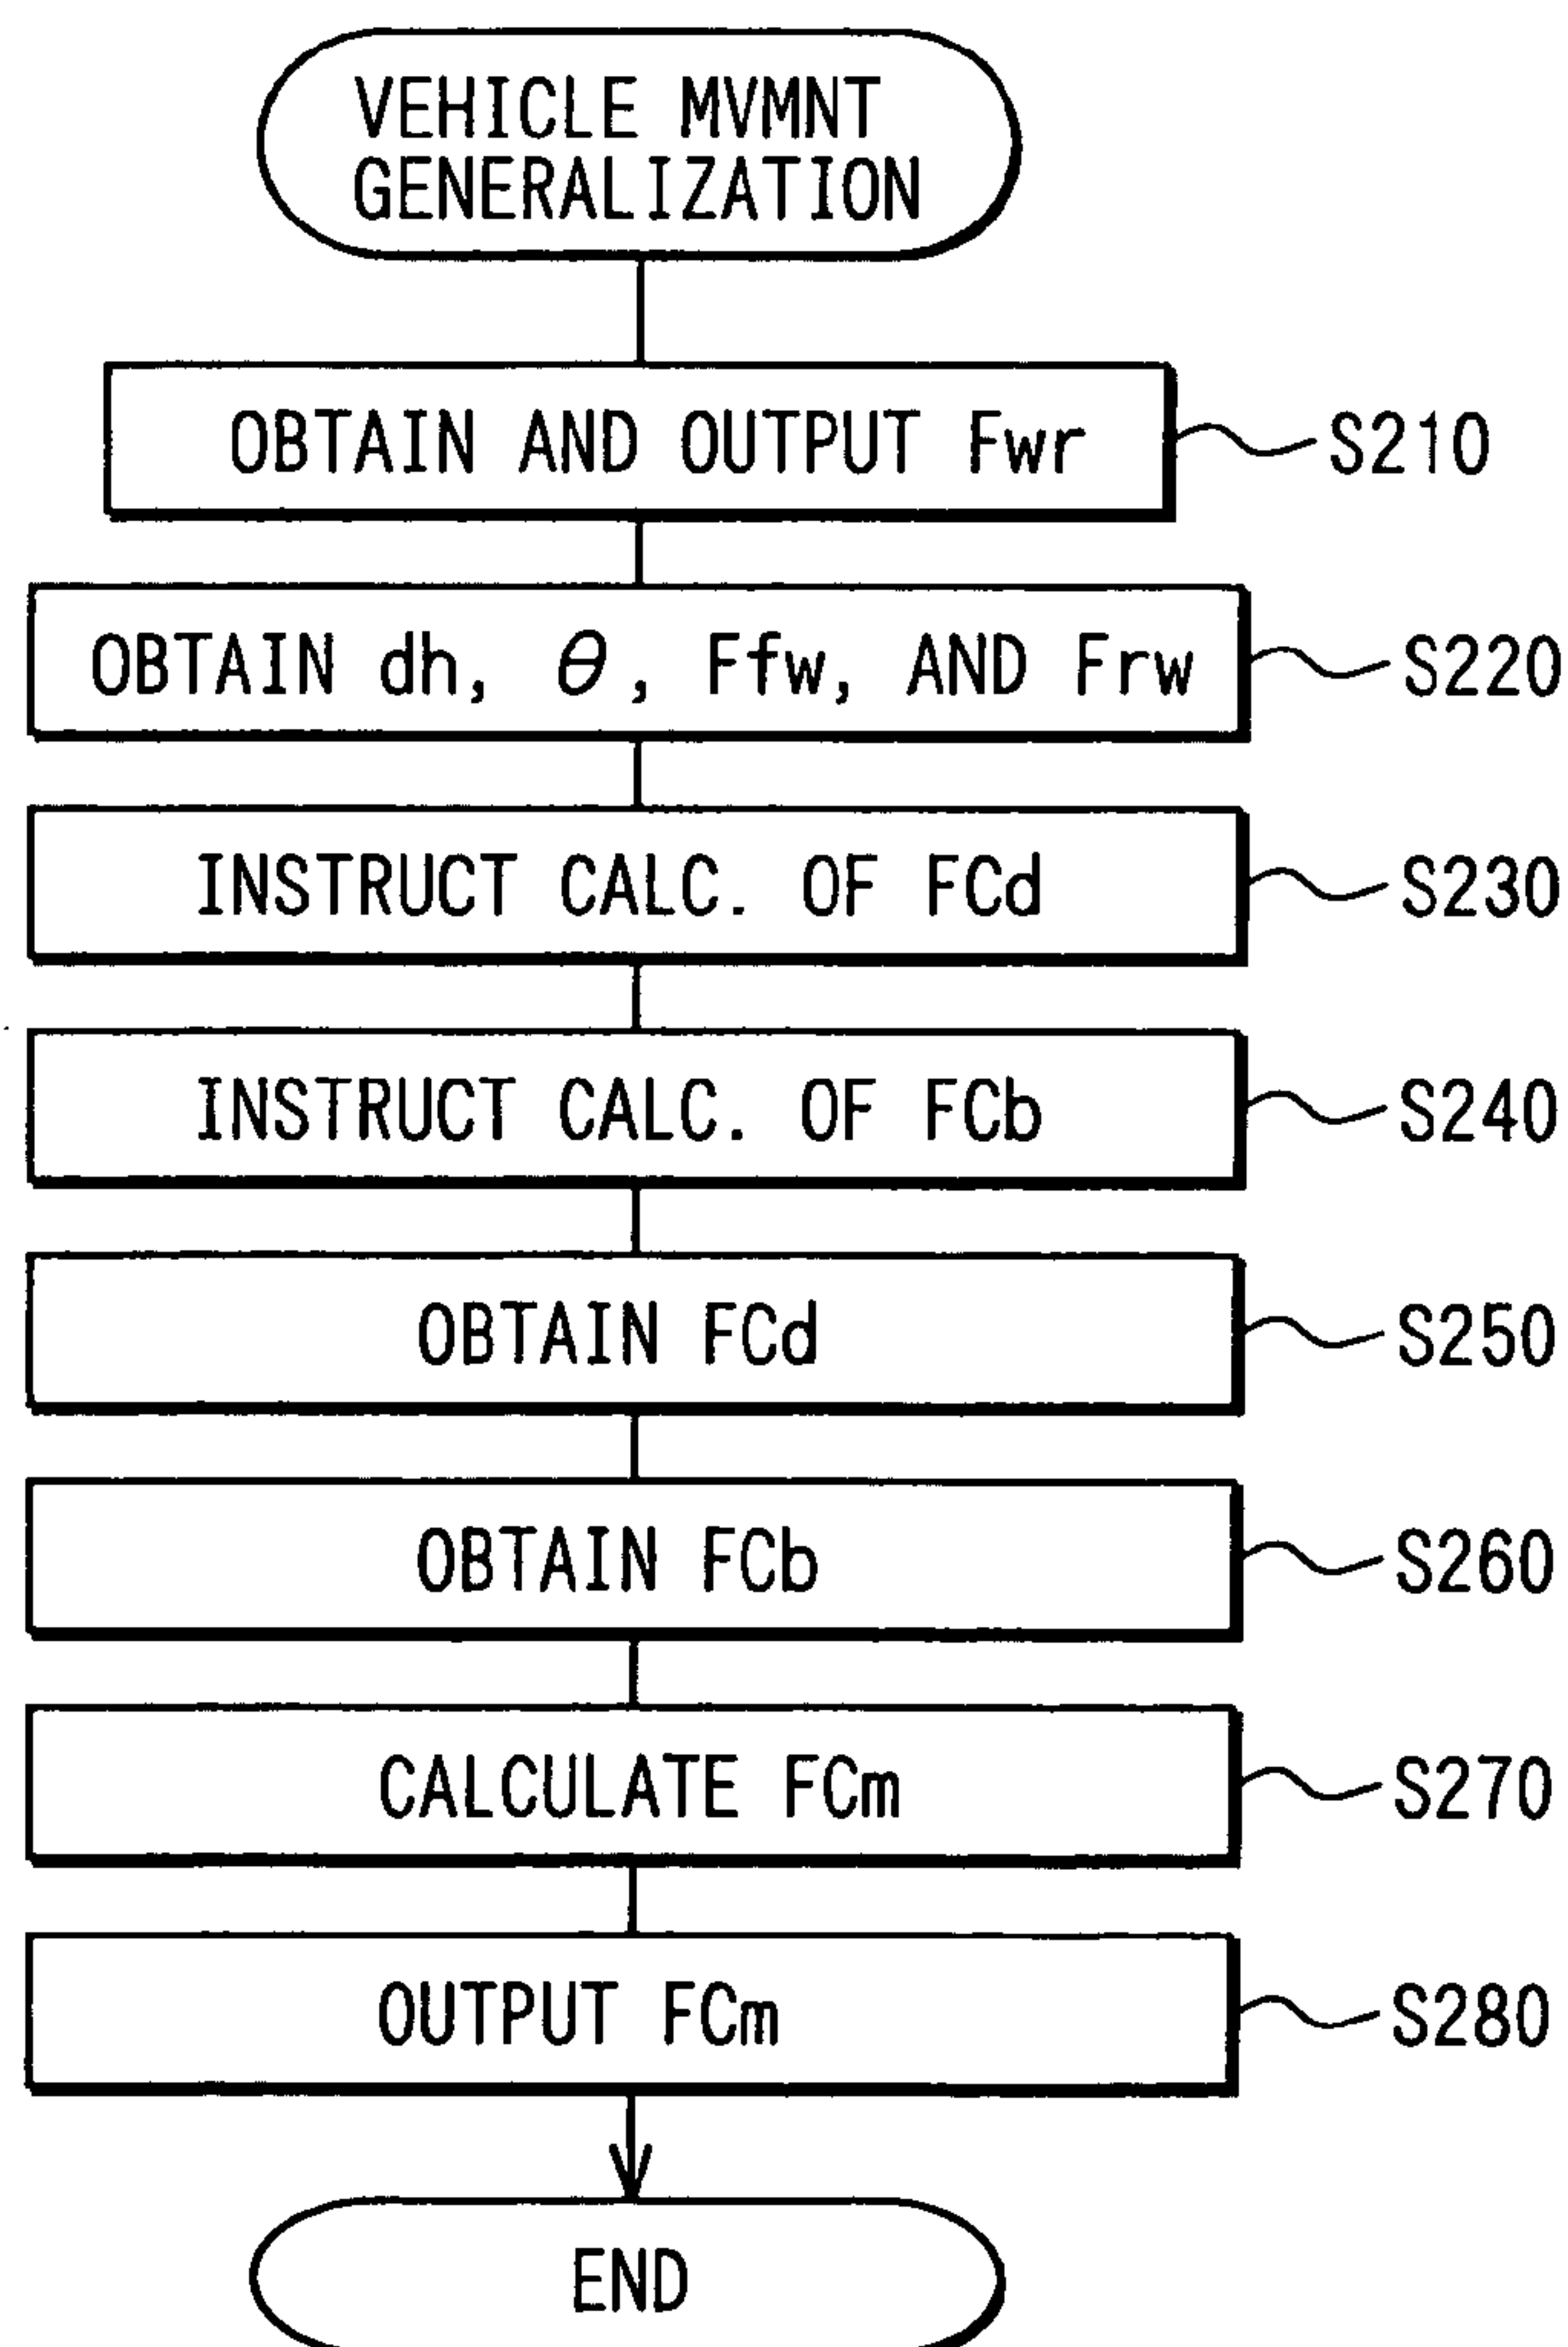 VEHICLE MVMNT
GENERALIZATION
OBTAIN AND OUTPUT Fwr
S210
OBTAIN dh, θ, Ffw, AND Frw
S220
INSTRUCT CALC. OF FCd
S230
INSTRUCT CALC. OF FCb
S240
OBTAIN FCd
S250
OBTAIN FCb
S260
CALCULATE FCm
S270
OUTPUT FCm
S280
END